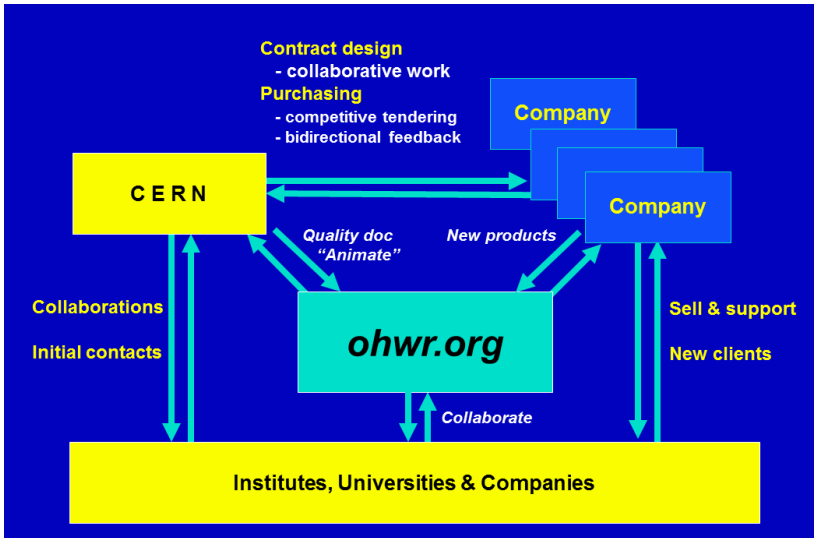 Contract design
- collaborative work
Purchasing
- competitive tendering
- bidirectional feedback
Company
C E R N
Company
Quality doc
“Animate”
New products
Collaborations
Initial contacts
ohwr.org
Sell & support
New clients
Collaborate
Institutes, Universities & Companies